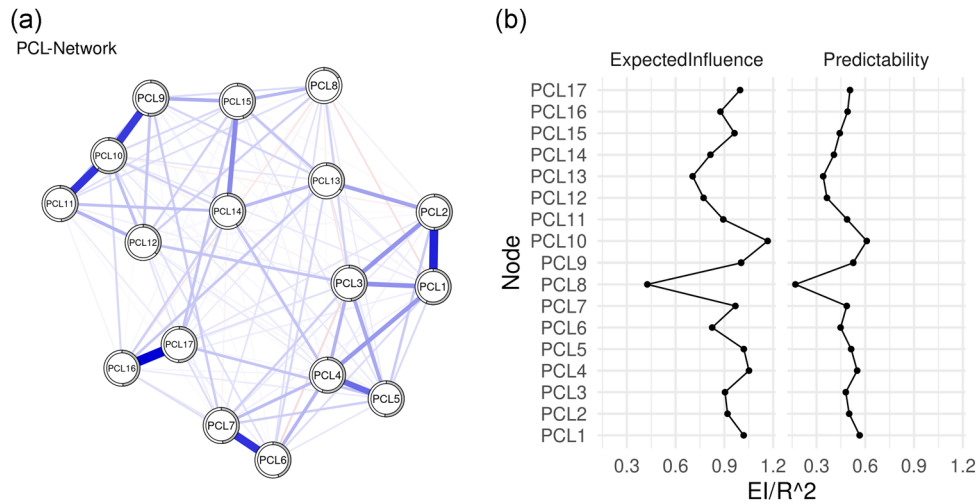 (a)
PCL-Network
PCL9
PCL15
PCL8
PCL10
PCL13
PCL11
PCL14
PCL2
PCL12
PCL3
PCL1
PCL17
PCL16
PCL4
PCL5
PCL7
PCL6
(b)
ExpectedInfluence Predictability
Node
PCL17
PCL16
PCL15
PCL14
PCL13
PCL12
PCL11
PCL10
PCL9
PCL8
PCL7
PCL6
PCL5
PCL4
PCL3
PCL2
PCL1
0.3 0.6 0.9 1.2 0.3 0.6 0.9 1.2
EI/R^2